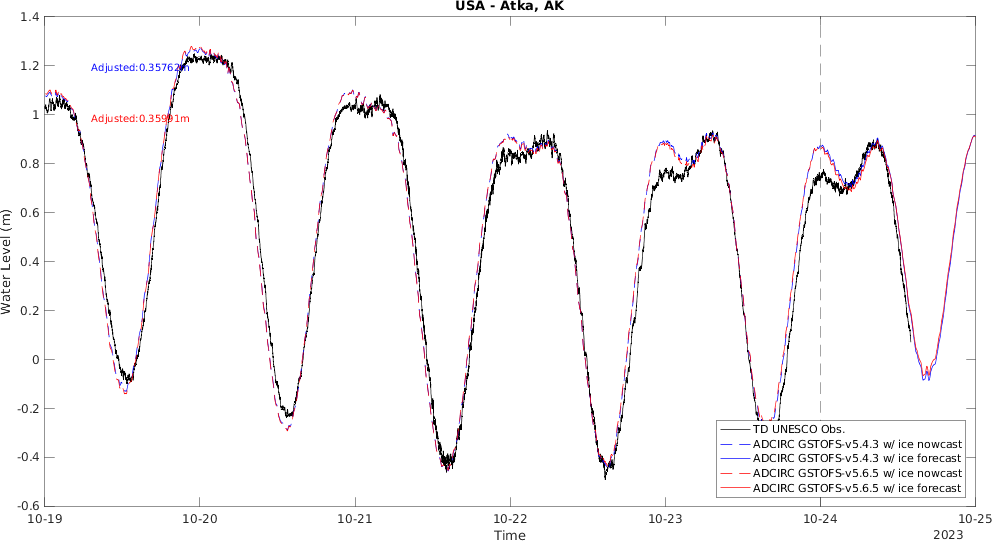 USA - Atka, AK
1.4
1.2
1
0.8
0.6
0.4
0.2
0
-0.2
-0.4
-0.6
Water Level (m)
Adjusted:0.35762m
Adjusted:0.35991m
TD UNESCO Obs.
ADCIRC GSTOFS-v5.4.3 w/ ice nowcast
ADCIRC GSTOFS-v5.4.3 w/ ice forecast
ADCIRC GSTOFS-v5.6.5 w/ ice nowcast
ADCIRC GSTOFS-v5.6.5 w/ ice forecast
10-19 10-20 10-21 10-22 10-23 10-24 10-25
Time
2023